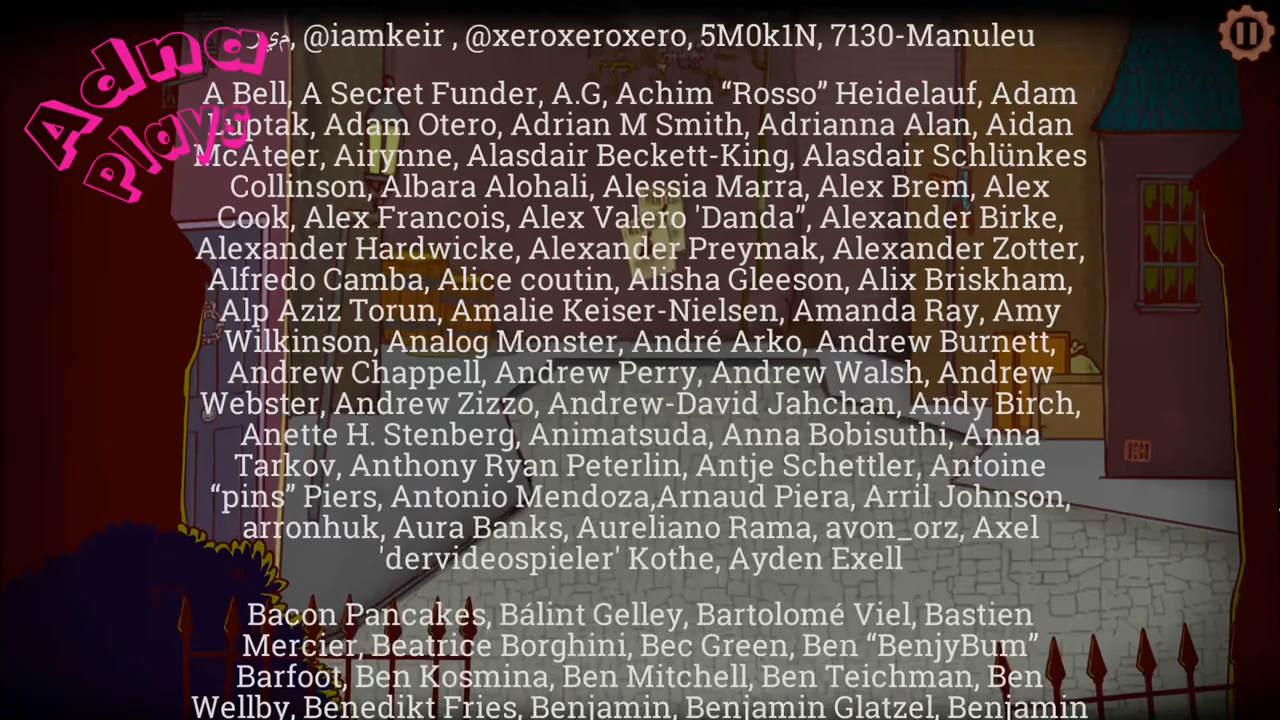 Adna
Plays
مير, @iamkeir , @xeroxeroxero, 5M0k1N, 7130-Manuleu
A Bell, A Secret Funder, A.G, Achim “Rosso” Heidelauf, Adam
Luptak, Adam Otero, Adrian M Smith, Adrianna Alan, Aidan
McAteer, Airynne, Alasdair Beckett-King, Alasdair Schlünkes
Collinson, Albara Alohali, Alessia Marra, Alex Brem, Alex
Cook, Alex Francois, Alex Valero 'Danda”, Alexander Birke,
Alexander Hardwicke, Alexander Preymak, Alexander Zotter,
Alfredo Camba, Alice coutin, Alisha Gleeson, Alix Briskham,
Alp Aziz Torun, Amalie Keiser-Nielsen, Amanda Ray, Amy
Wilkinson, Analog Monster, André Arko, Andrew Burnett,
Andrew Chappell, Andrew Perry, Andrew Walsh, Andrew
Webster, Andrew Zizzo, Andrew-David Jahchan, Andy Birch,
Anette H. Stenberg, Animatsuda, Anna Bobisuthi, Anna
Tarkov, Anthony Ryan Peterlin, Antje Schettler, Antoine
“pins” Piers, Antonio Mendoza,Arnaud Piera, Arril Johnson,
arronhuk, Aura Banks, Aureliano Rama, avon_orz, Axel
'dervideospieler' Kothe, Ayden Exell
Bacon Pancakes, Bálint Gelley, Bartolomé Viel, Bastien
Mercier, Beatrice Borghini, Bec Green, Ben “BenjyBum”
Barfoot, Ben Kosmina, Ben Mitchell, Ben Teichman, Ben
Wellby, Benedikt Fries, Benjamin, Benjamin Glatzel, Benjamin